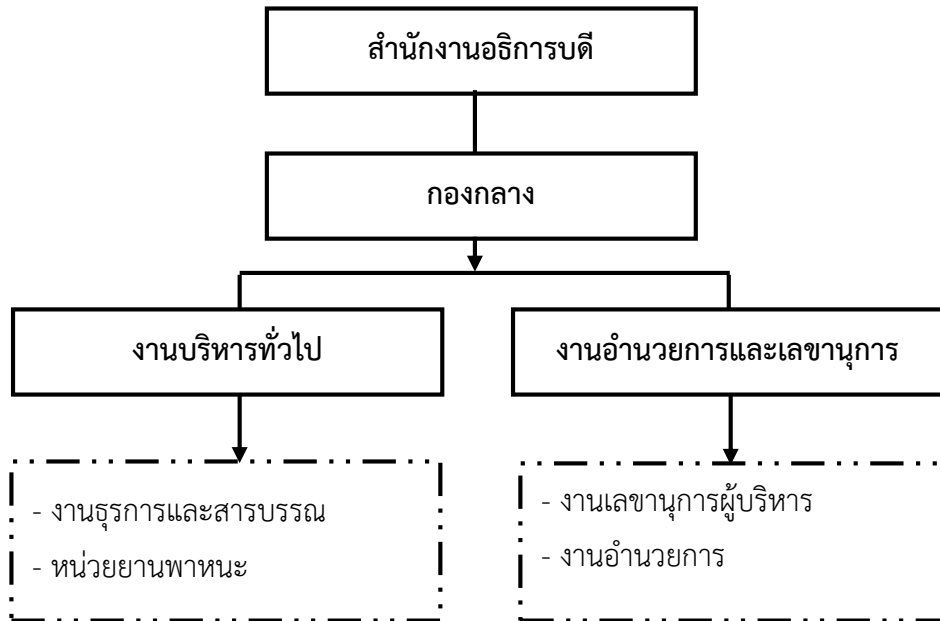 สำนักงานอธิการบดี
กองกลาง
งานบริหารทั่วไป
งานอำนวยการและเลขานุการ
- งานธุรการและสารบรรณ
- หน่วยยานพาหนะ
- งานเลขานุการผู้บริหาร
- งานอำนวยการ